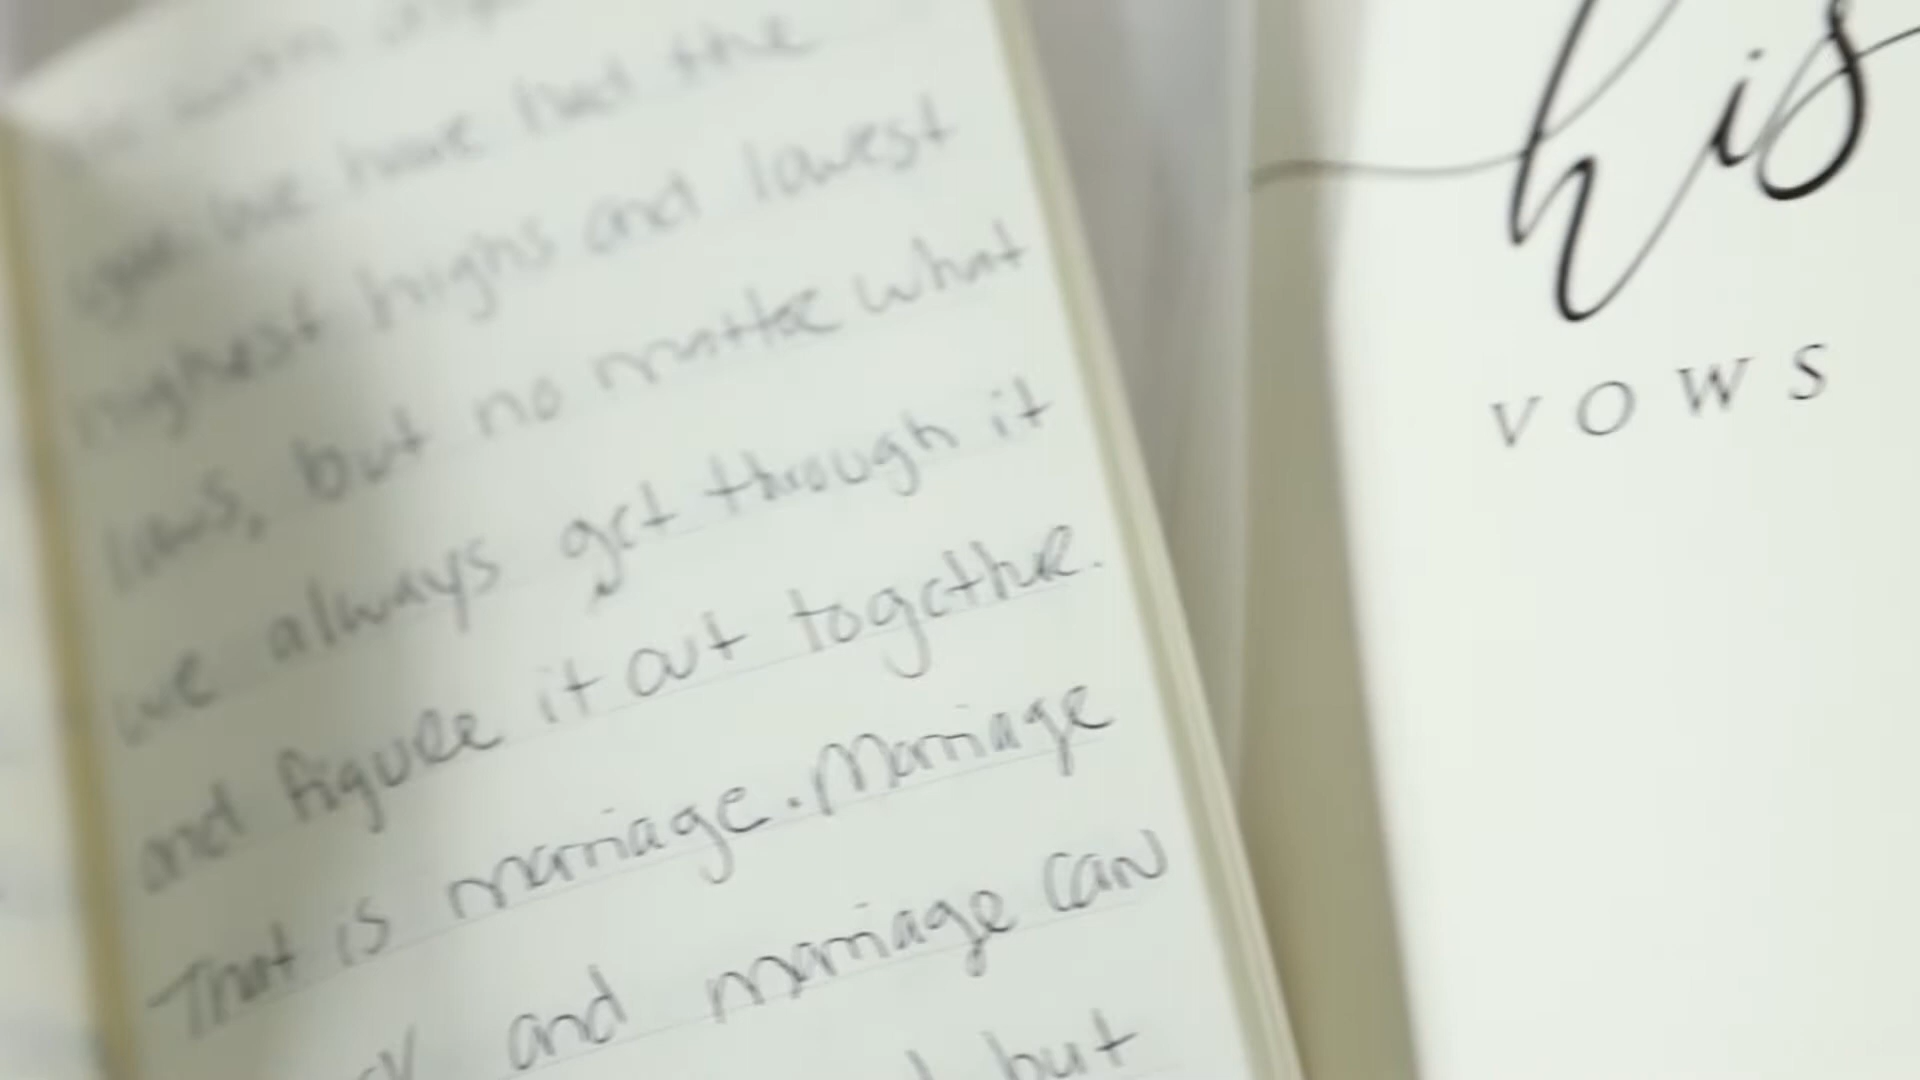 we have had the
highest highs and lowest
lows, but no matter what
we always get through it
and figure it out together.
That is marriage. Marriage
and marriage can
but
his
VOWS